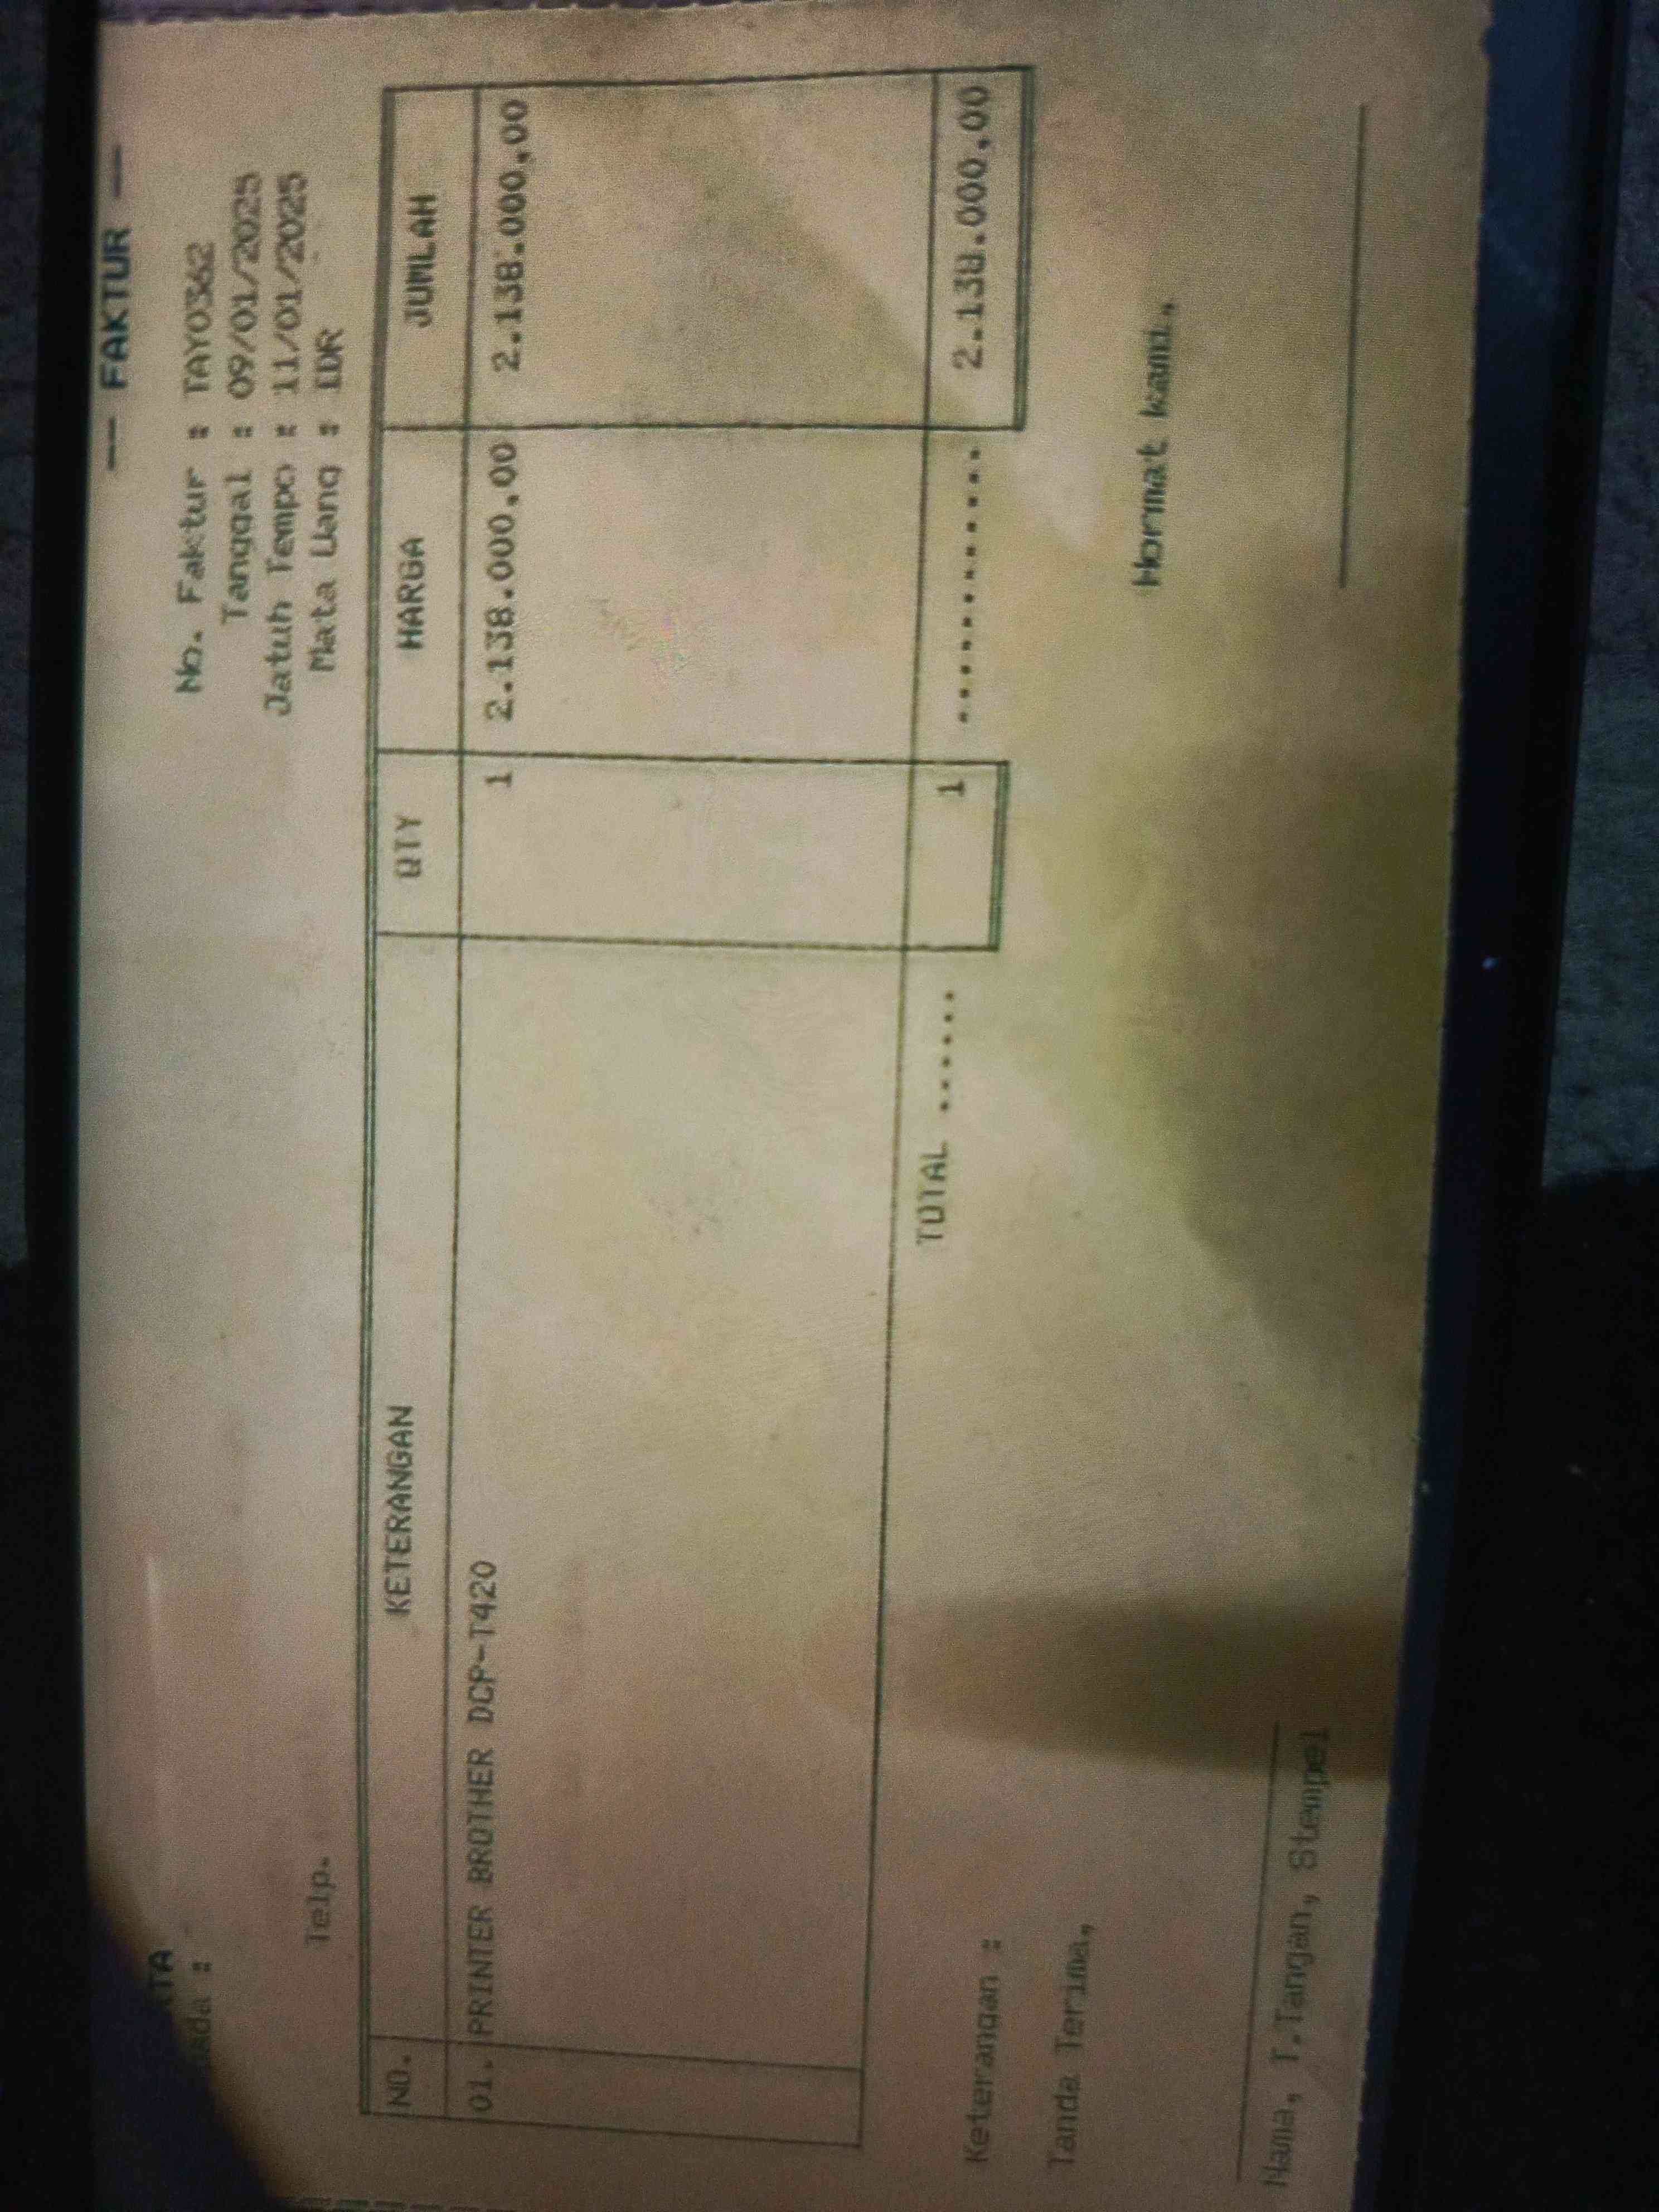 -- FAKTUR --
No. Faktur : TAY0362
TA
Tanggal : 09/01/2025
ada :
Jatuh Tempo : 11/01/2025
Mata Uang : IDR
Telp.
NO. KETERANGAN QTY HARGA JUMLAH
01. PRINTER BROTHER DCP-T420 1 2.138.000,00 2.138.000,00
TOTAL ...... 1 ............. 2.138.000,00
Keterangan :
Tanda Terima, Hormat kami,
Nama, T.Tangan, Stempel